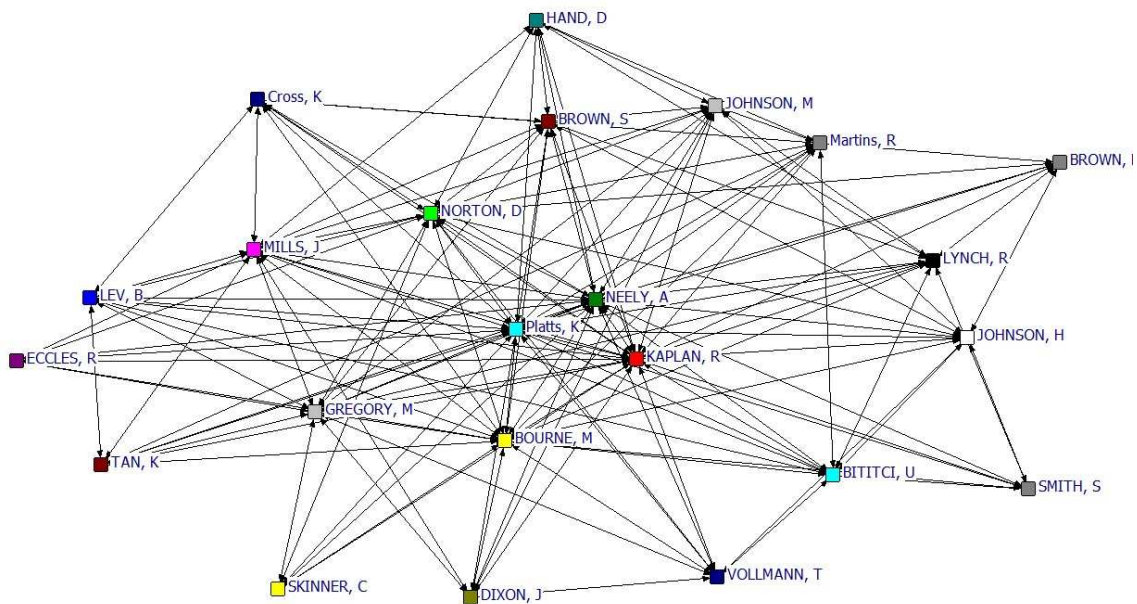 HAND, D
Cross, K
JOHNSON, M
BROWN, S
Martins, R
BROWN,
NORTON, D
MILLS, J
LYNCH, R
LEV, B
NEELY, A
Platts, K
JOHNSON, H
ECCLES, R
KAPLAN, R
GREGORY, M
BOURNE, M
TAN, K
BITITCI, U
SMITH, S
VOLLMANN, T
SKINNER, C
DIXON, J